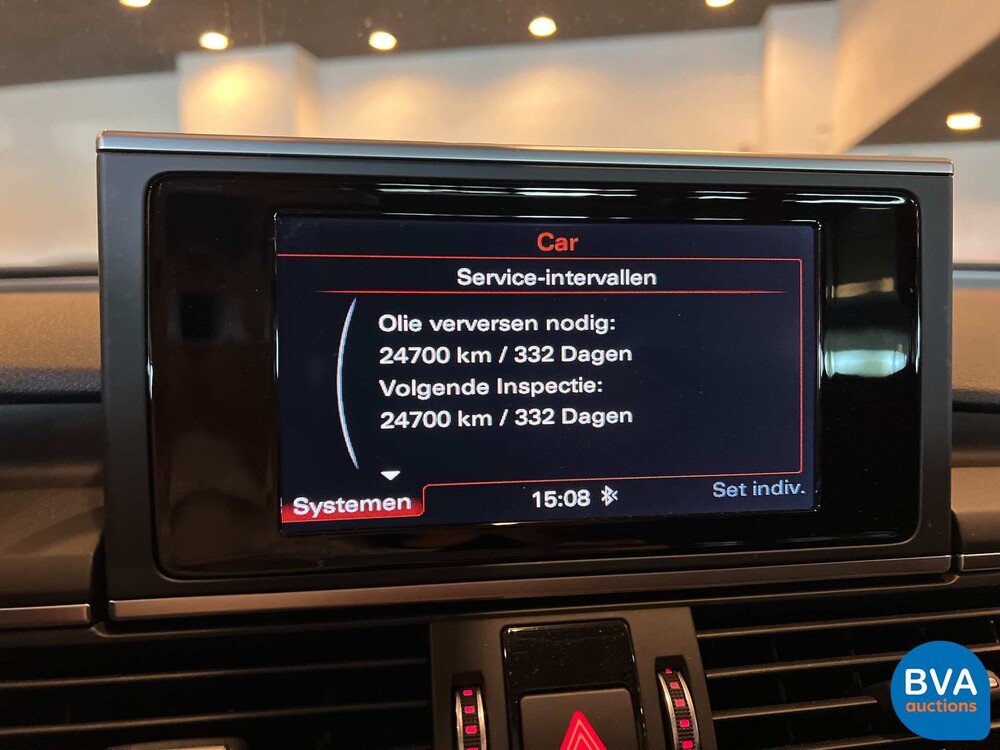 Car
Service-intervallen
Olie verversen nodig:
24700 km / 332 Dagen
Volgende Inspectie:
24700 km / 332 Dagen
Systemen
15:08
Set indiv.
BVA
auctions